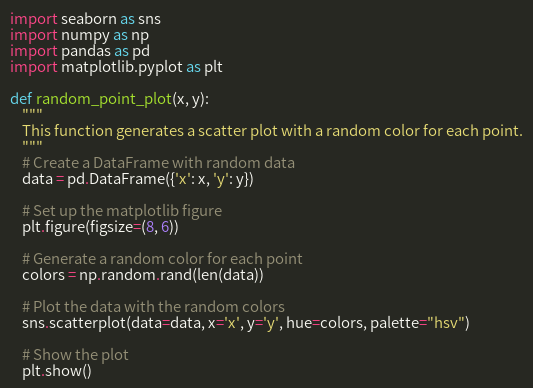 import seaborn as sns
import numpy as np
import pandas as pd
import matplotlib.pyplot as plt

def random_point_plot(x, y):
    """
    This function generates a scatter plot with a random color for each point.
    """
    # Create a DataFrame with random data
    data = pd.DataFrame({'x': x, 'y': y})

    # Set up the matplotlib figure
    plt.figure(figsize=(8, 6))

    # Generate a random color for each point
    colors = np.random.rand(len(data))

    # Plot the data with the random colors
    sns.scatterplot(data=data, x='x', y='y', hue=colors, palette="hsv")

    # Show the plot
    plt.show()